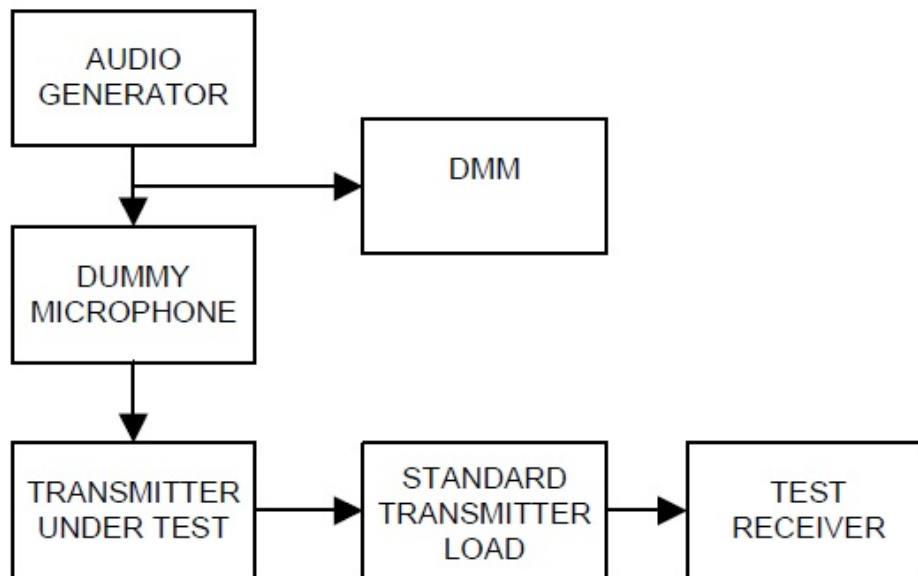 AUDIO
GENERATOR
DMM
DUMMY
MICROPHONE
TRANSMITTER
UNDER TEST
STANDARD
TRANSMITTER
LOAD
TEST
RECEIVER